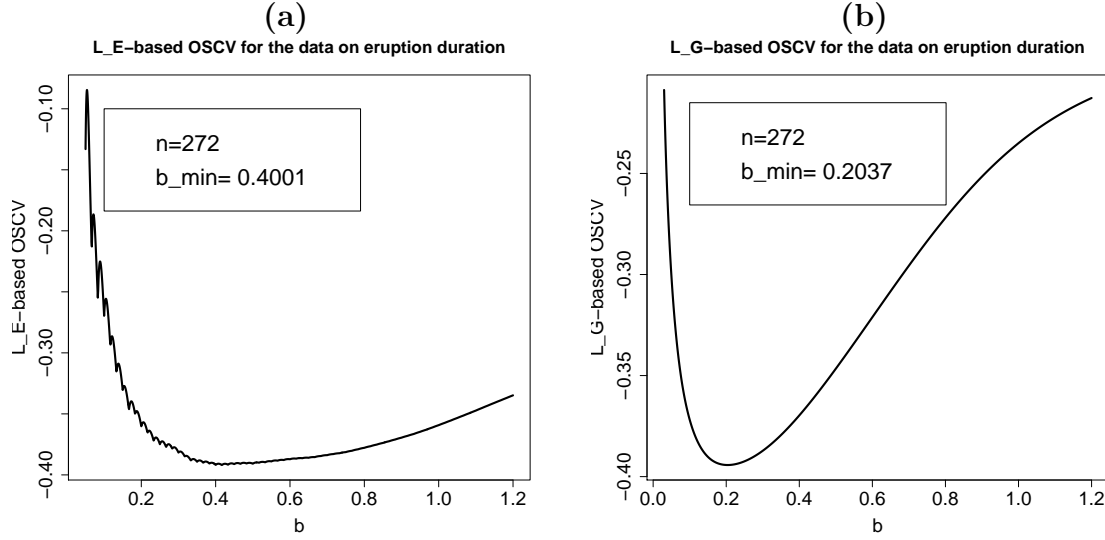 (a)
L_E−based OSCV for the data on eruption duration
L_E−based OSCV
−0.10
−0.20
−0.30
−0.40
n=272
b_min= 0.4001
0.2 0.4 0.6 0.8 1.0 1.2
b
(b)
L_G−based OSCV for the data on eruption duration
L_G−based OSCV
−0.25
−0.30
−0.35
−0.40
n=272
b_min= 0.2037
0.0 0.2 0.4 0.6 0.8 1.0 1.2
b